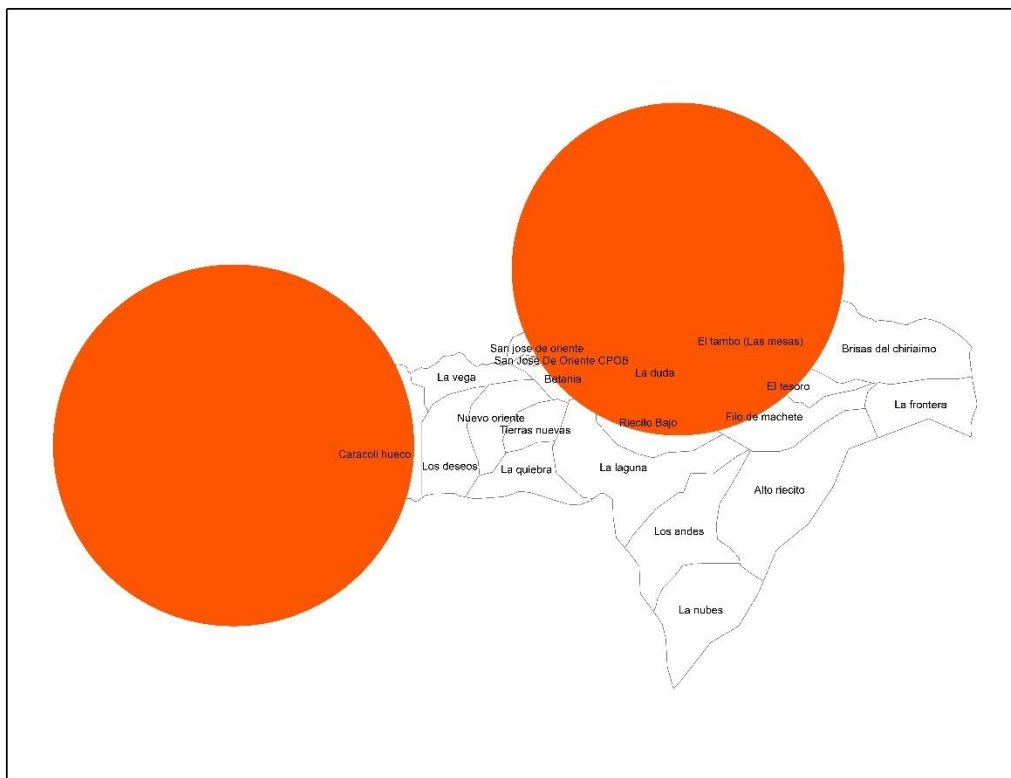 El tambo (Las mesas)
San jose de oriente
Brisas del chiriaimo
San Jose De Oriente CPOB
La duda
La vega
Betania
El tesoro
La frontera
Nuevo oriente
Filo de machete
Riecito Bajo
Tierras nuevas
Caracoli hueco
Los deseos
La quiebra
La laguna
Alto riecito
Los andes
La nubes